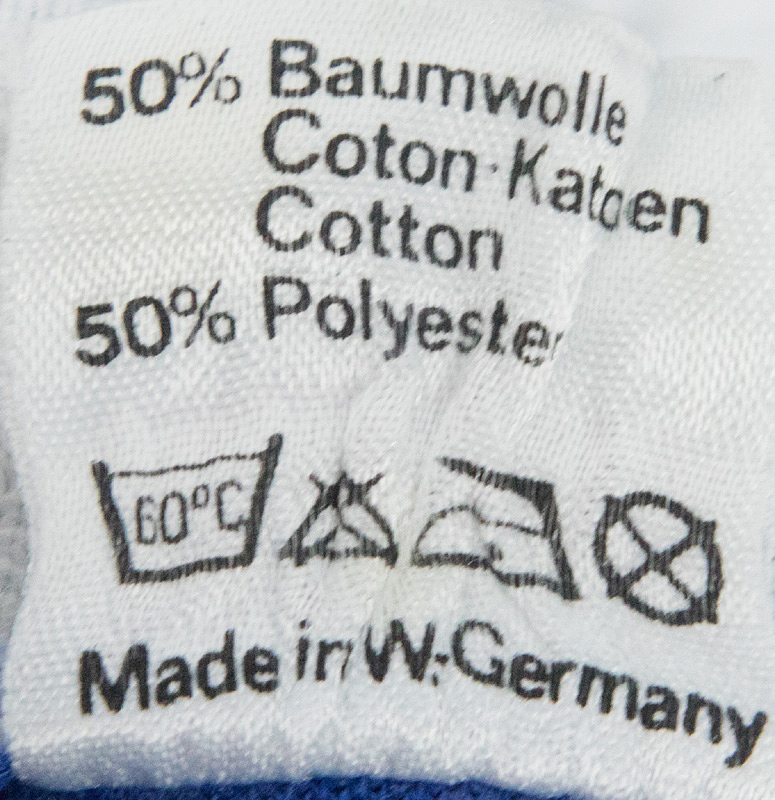 50% Baumwolle
Coton·Katoen
Cotton
50% Polyester
60°C
Made in W.-Germany